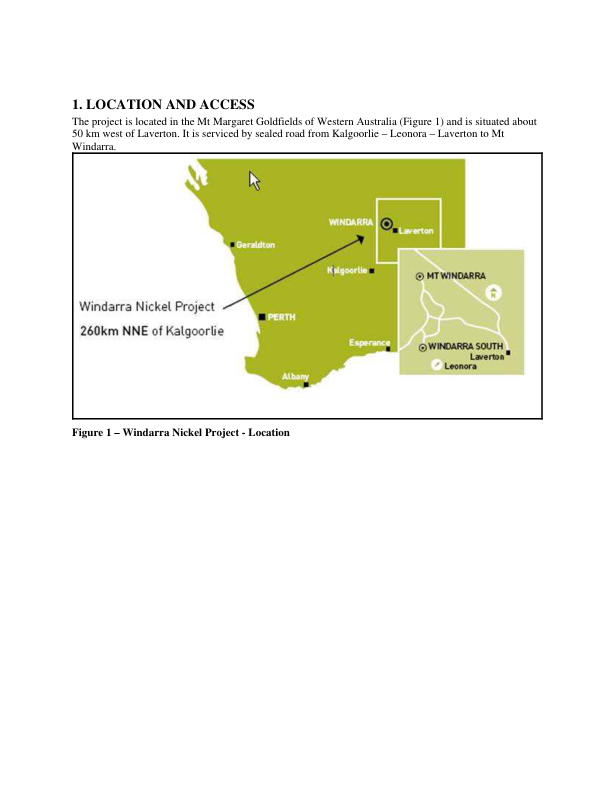 1. LOCATION AND ACCESS
The project is located in the Mt Margaret Goldfields of Western Australia (Figure 1) and is situated about
50 km west of Laverton. It is serviced by sealed road from Kalgoorlie – Leonora – Laverton to Mt
Windarra.
WINDARRA
Laverton
Geraldton
Kalgoorlie
MT WINDARRA
N
Windarra Nickel Project
260km NNE of Kalgoorlie
PERTH
Esperance
WINDARRA SOUTH
Laverton
Leonora
Albany
Figure 1 – Windarra Nickel Project - Location